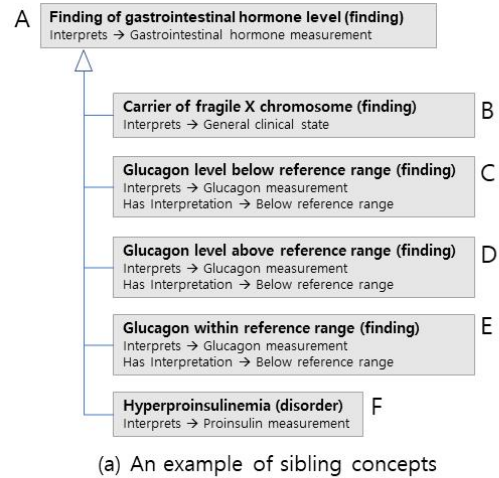 A
Finding of gastrointestinal hormone level (finding)
Interprets → Gastrointestinal hormone measurement
Carrier of fragile X chromosome (finding)
Interprets → General clinical state
B
Glucagon level below reference range (finding)
Interprets → Glucagon measurement
Has Interpretation → Below reference range
C
Glucagon level above reference range (finding)
Interprets → Glucagon measurement
Has Interpretation → Below reference range
D
Glucagon within reference range (finding)
Interprets → Glucagon measurement
Has Interpretation → Below reference range
E
Hyperproinsulinemia (disorder)
Interprets → Proinsulin measurement
F
(a) An example of sibling concepts